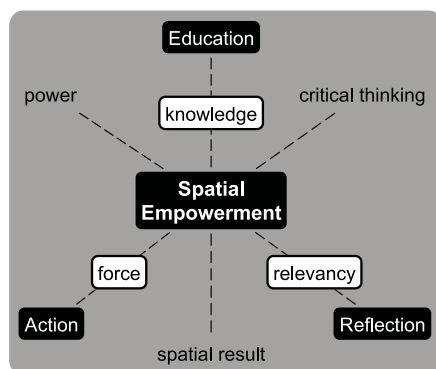 Education
power
critical thinking
knowledge
Spatial
Empowerment
force
relevancy
Action
Reflection
spatial result